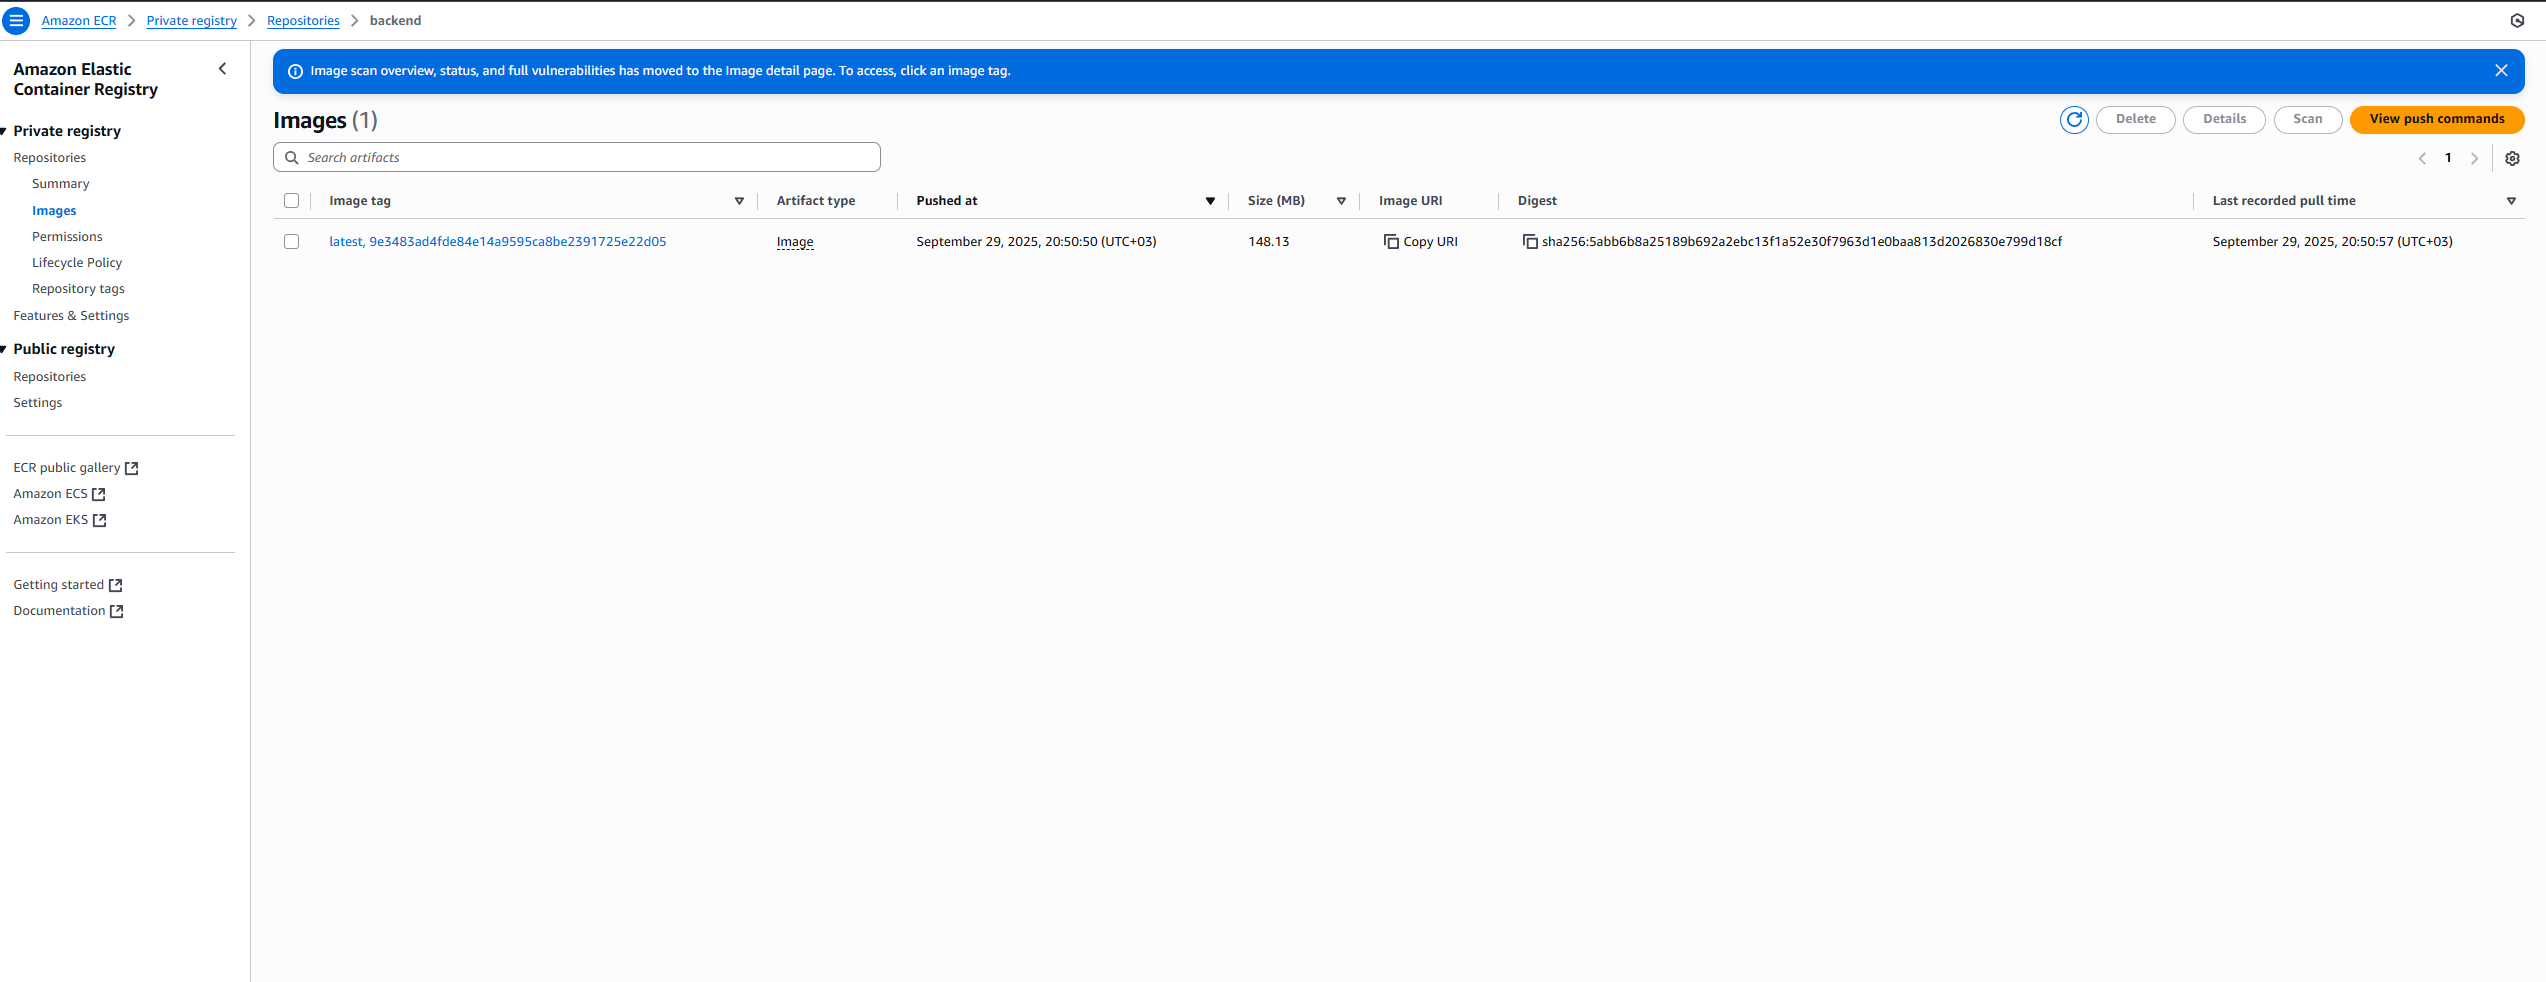 Amazon ECR > Private registry > Repositories > backend
Amazon Elastic
Container Registry
Private registry
Repositories
Summary
Images
Permissions
Lifecycle Policy
Repository tags
Features & Settings
Public registry
Repositories
Settings
ECR public gallery
Amazon ECS
Amazon EKS
Getting started
Documentation
Image scan overview, status, and full vulnerabilities has moved to the Image detail page. To access, click an image tag.
Images (1)
Delete
Details
Scan
View push commands
Search artifacts
1
Image tag Artifact type Pushed at Size (MB) Image URI Digest Last recorded pull time
latest, 9e3483ad4fde84e14a9595ca8be2391725e22d05 Image September 29, 2025, 20:50:50 (UTC+03) 148.13 Copy URI sha256:5abb6b8a25189b692a2ebc13f1a52e30f7963d1e0baa813d2026830e799d18cf September 29, 2025, 20:50:57 (UTC+03)